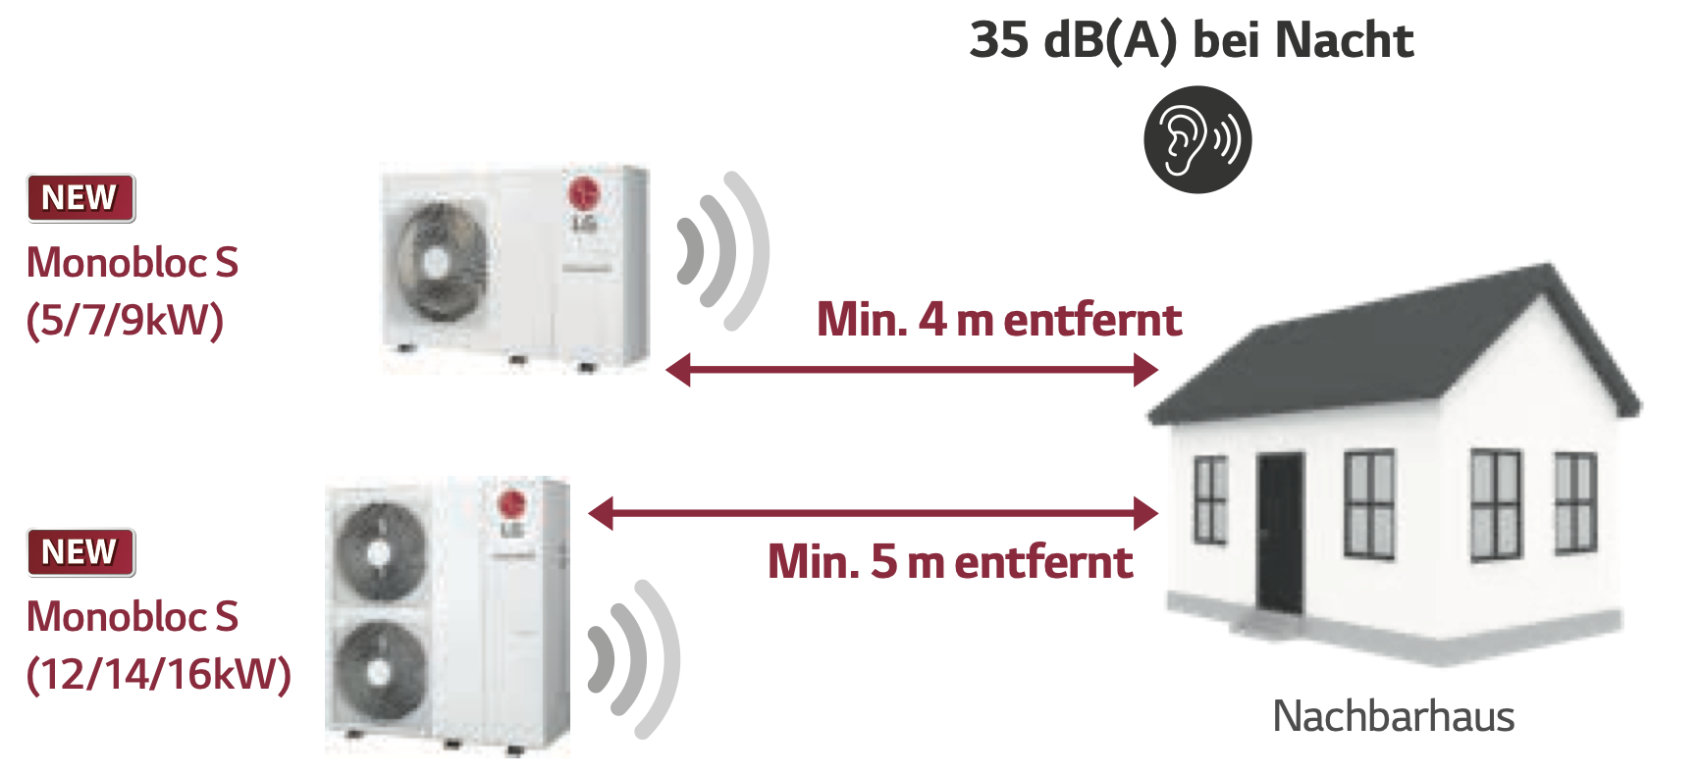 35 dB(A) bei Nacht
NEW
Monobloc S
(5/7/9kW)
LG
Min. 4 m entfernt
NEW
Monobloc S
(12/14/16kW)
LG
Min. 5 m entfernt
Nachbarhaus